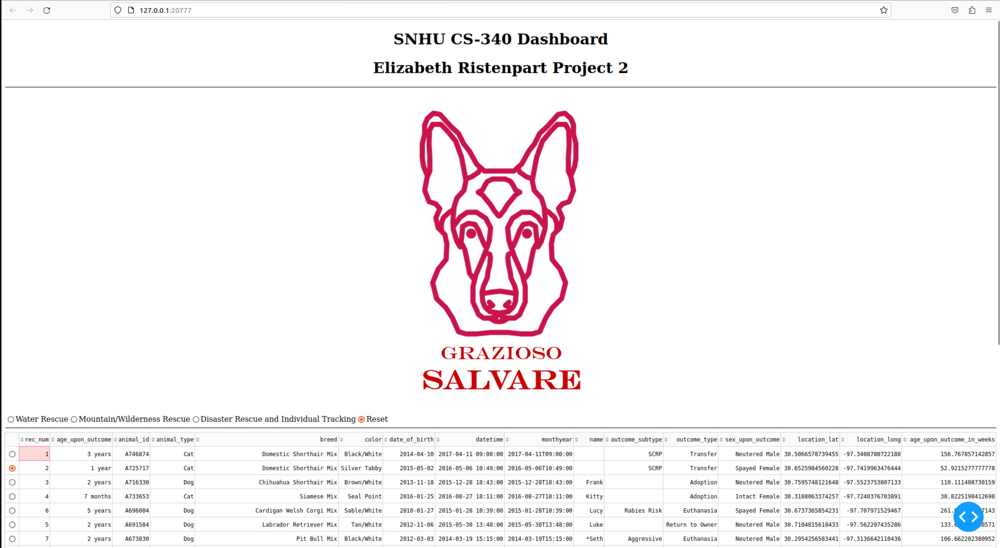 127.0.0.1:20777
SNHU CS-340 Dashboard
Elizabeth Ristenpart Project 2
GRAZIOSO
SALVARE
Water Rescue Mountain/Wilderness Rescue Disaster Rescue and Individual Tracking Reset
rec_num age_upon_outcome animal_id animal_type breed color date_of_birth datetime monthyear name outcome_subtype outcome_type sex_upon_outcome location_lat location_long age_upon_outcome_in_weeks
1 3 years A746874 Cat Domestic Shorthair Mix Black/White 2014-04-10 2017-04-11 09:00:00 2017-04-11T09:00:00 SCRP Transfer Neutered Male 30.5066578739455 -97.3408780722188 156.767857142857
2 1 year A725717 Cat Domestic Shorthair Mix Silver Tabby 2015-05-02 2016-05-06 10:49:00 2016-05-06T10:49:00 SCRP Transfer Spayed Female 30.6525984560228 -97.7419963476444 52.9215277777778
3 2 years A716330 Dog Chihuahua Shorthair Mix Brown/White 2013-11-18 2015-12-28 18:43:00 2015-12-28T18:43:00 Frank Adoption Neutered Male 30.7595748121648 -97.5523753807133 110.111408730159
4 7 months A733653 Cat Siamese Mix Seal Point 2016-01-25 2016-08-27 18:11:00 2016-08-27T18:11:00 Kitty Adoption Intact Female 30.3188063374257 -97.7240376703891 30.8225198412698
6 5 years A696004 Dog Cardigan Welsh Corgi Mix Sable/White 2010-01-27 2015-01-28 10:39:00 2015-01-28T10:39:00 Lucy Rabies Risk Euthanasia Spayed Female 30.6737365854231 -97.707971529467
5 2 years A691584 Dog Labrador Retriever Mix Tan/White 2012-11-06 2015-05-30 13:48:00 2015-05-30T13:48:00 Luke Return to Owner Neutered Male 30.7104815618433 -97.562297435286
7 2 years A673830 Dog Pit Bull Mix Black/White 2012-03-03 2014-03-19 15:15:00 2014-03-19T15:15:00 *Seth Aggressive Euthanasia Neutered Male 30.2954256583441 -97.3136642110436 106.662202380952